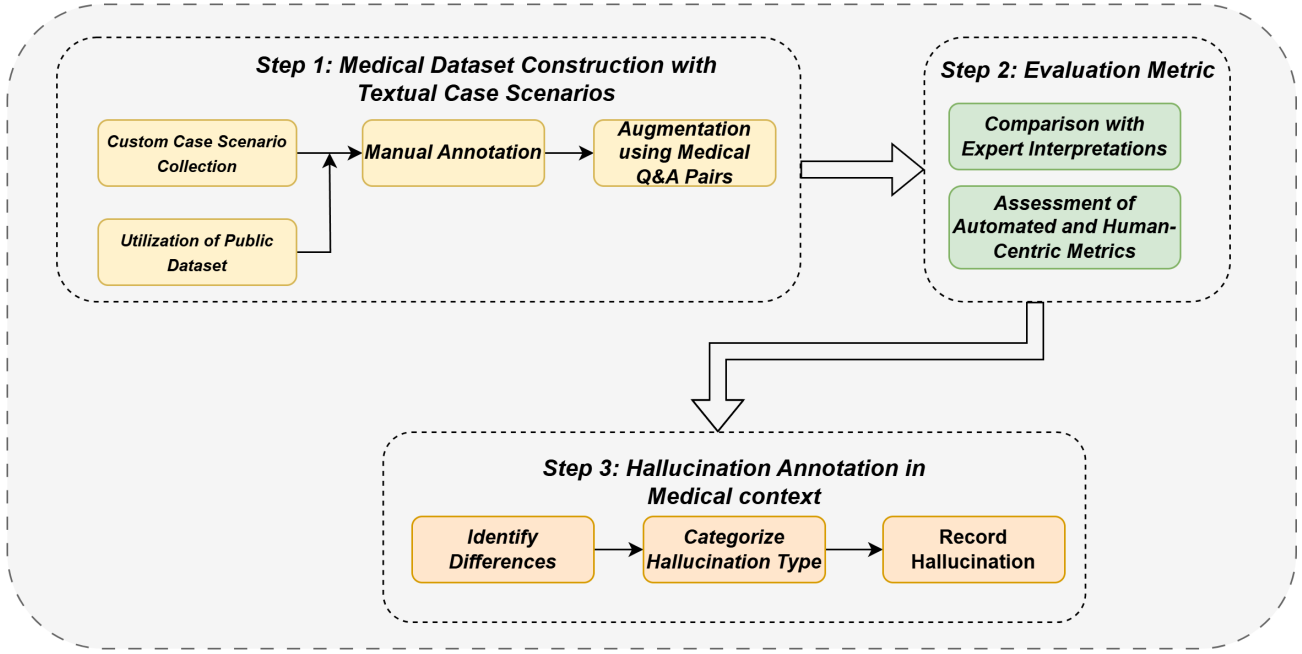 Step 1: Medical Dataset Construction with
Textual Case Scenarios
Custom Case Scenario
Collection
Manual Annotation
Augmentation
using Medical
Q&A Pairs
Utilization of Public
Dataset
Step 2: Evaluation Metric
Comparison with
Expert Interpretations
Assessment of
Automated and Human-
Centric Metrics
Step 3: Hallucination Annotation in
Medical context
Identify
Differences
Categorize
Hallucination Type
Record
Hallucination